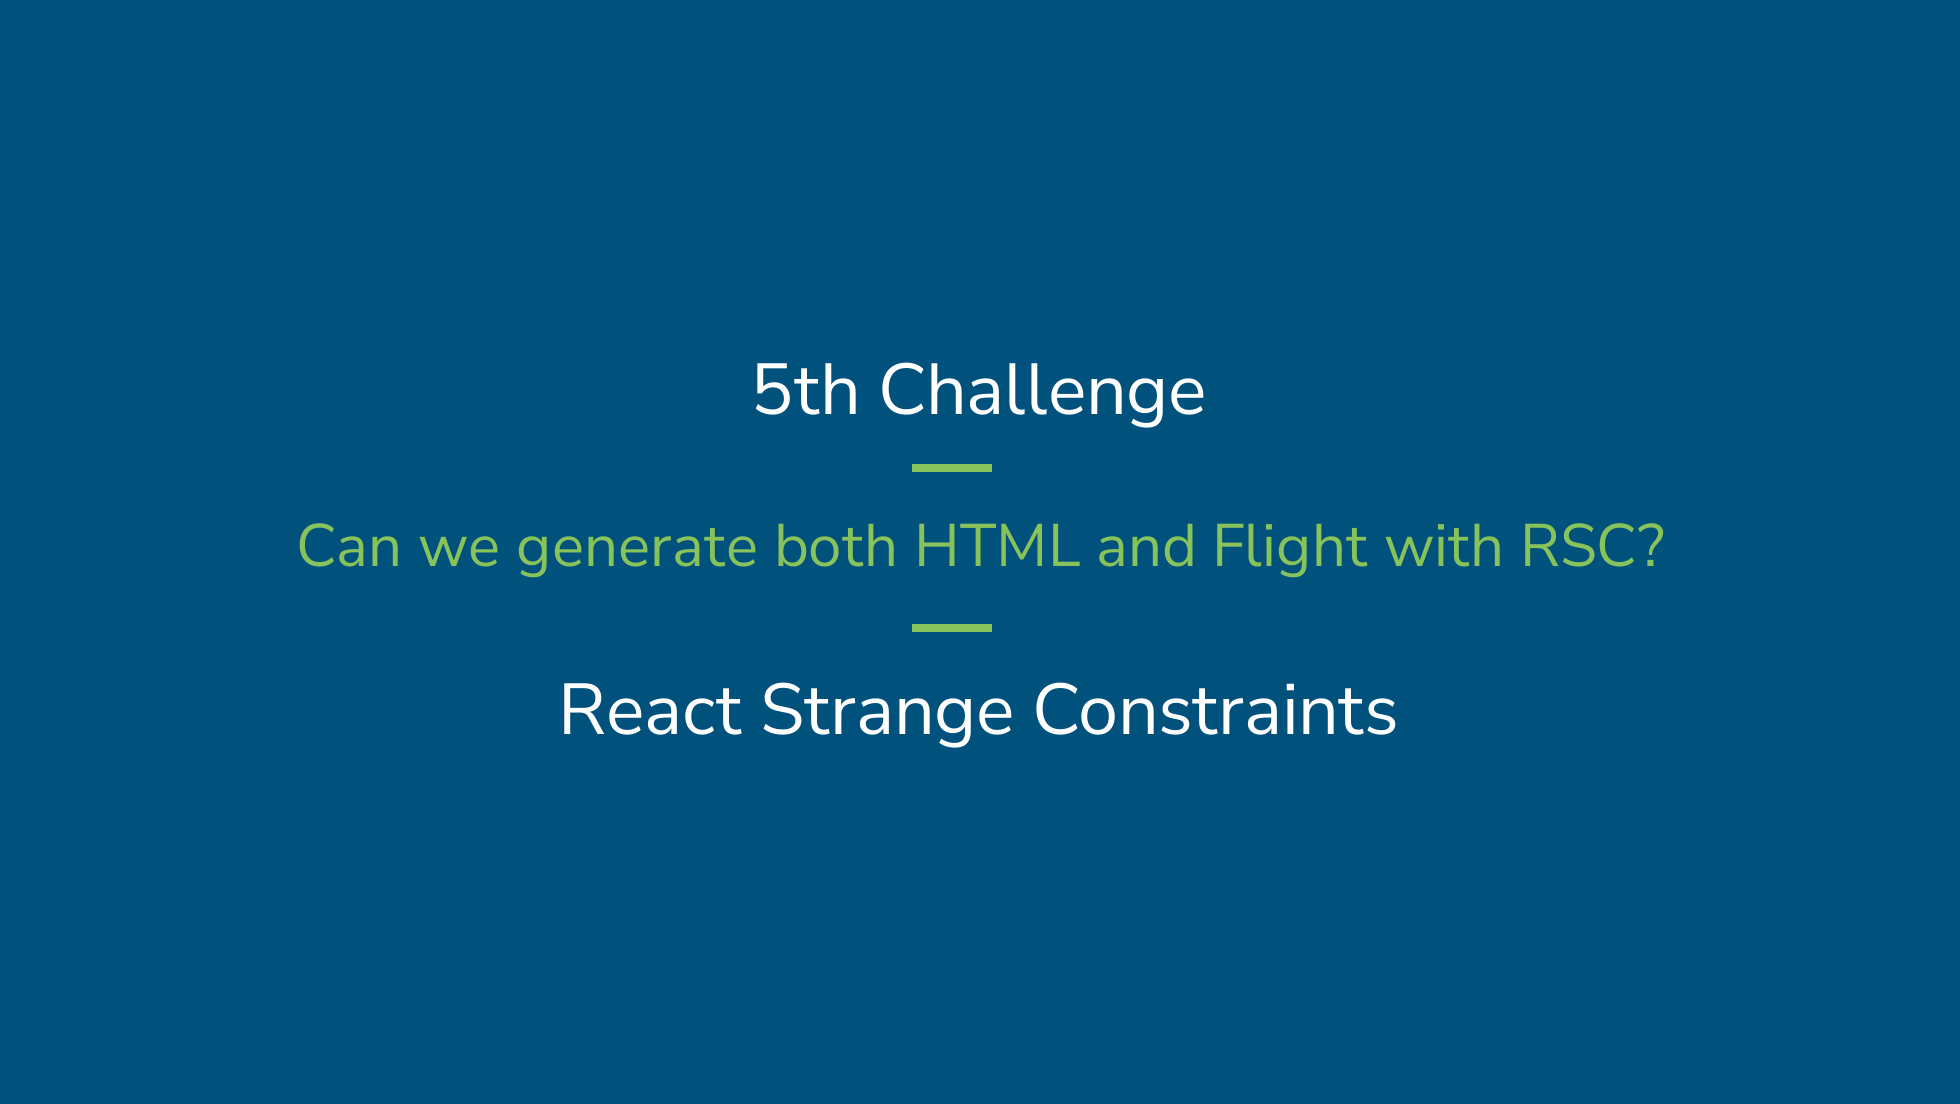 5th Challenge
Can we generate both HTML and Flight with RSC?
React Strange Constraints